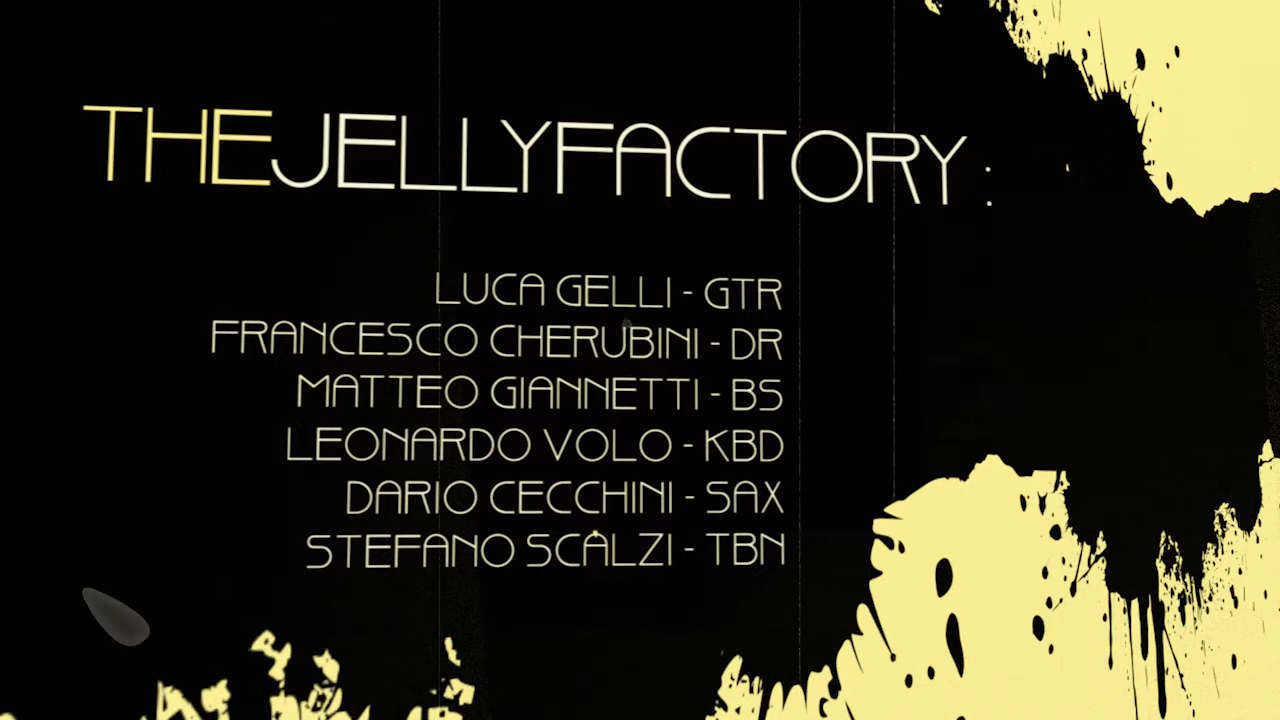 THEJELLYFACTORY :
LUCA GELLI - GTR
FRANCESCO CHERUBINI - DR
MATTEO GIANNETTI - BS
LEONARDO VOLO - KBD
DARIO CECCHINI - SAX
STEFANO SCALZI - TBN